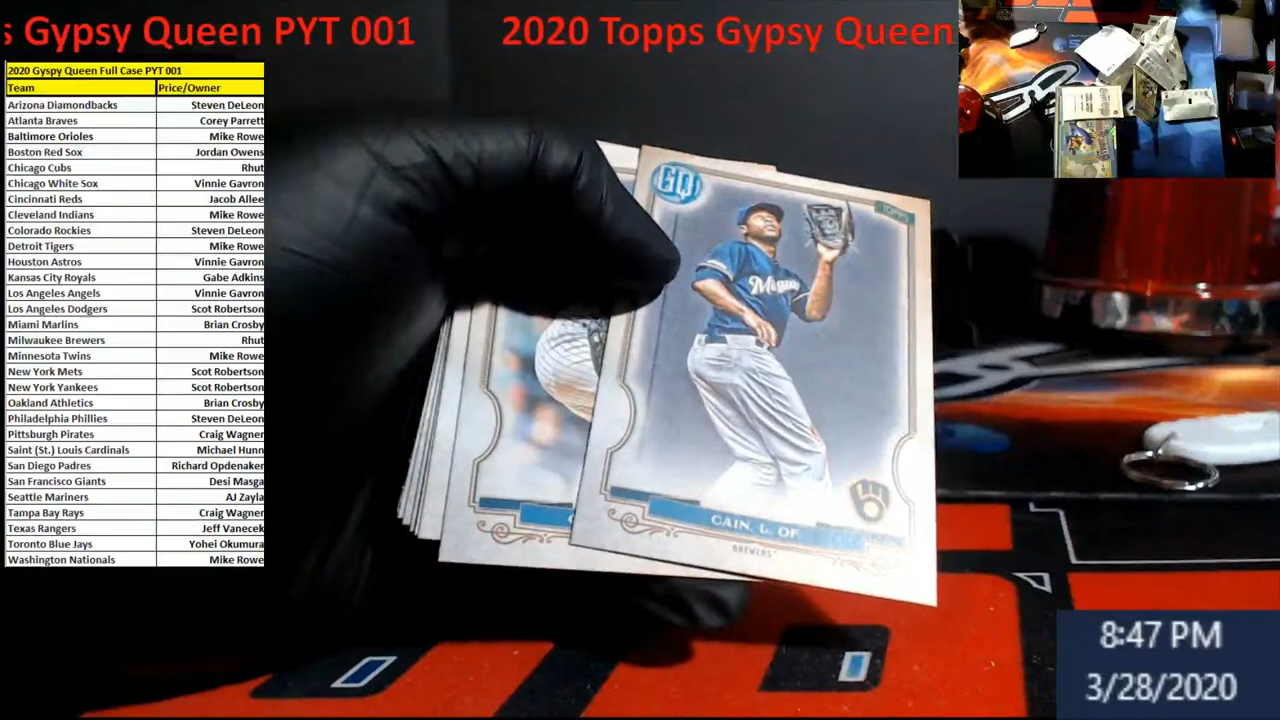 s Gypsy Queen PYT 001 2020 Topps Gypsy Queen
2020 Gyspy Queen Full Case PYT 001
Team Price/Owner
Arizona Diamondbacks Steven DeLeon
Atlanta Braves Corey Parrett
Baltimore Orioles Mike Rowe
Boston Red Sox Jordan Owens
Chicago Cubs Rhut
Chicago White Sox Vinnie Gavron
Cincinnati Reds Jacob Allee
Cleveland Indians Mike Rowe
Colorado Rockies Steven DeLeon
Detroit Tigers Mike Rowe
Houston Astros Vinnie Gavron
Kansas City Royals Gabe Adkins
Los Angeles Angels Vinnie Gavron
Los Angeles Dodgers Scot Robertson
Miami Marlins Brian Crosby
Milwaukee Brewers Rhut
Minnesota Twins Mike Rowe
New York Mets Scot Robertson
New York Yankees Scot Robertson
Oakland Athletics Brian Crosby
Philadelphia Phillies Steven DeLeon
Pittsburgh Pirates Craig Wagner
Saint (St.) Louis Cardinals Michael Hunn
San Diego Padres Richard Opdenaker
San Francisco Giants Desi Masga
Seattle Mariners AJ Zayla
Tampa Bay Rays Craig Wagner
Texas Rangers Jeff Vanecek
Toronto Blue Jays Yohei Okumura
Washington Nationals Mike Rowe
GQ
TOPPS
CAIN, L. OF
BREWERS
8:47 PM
3/28/2020